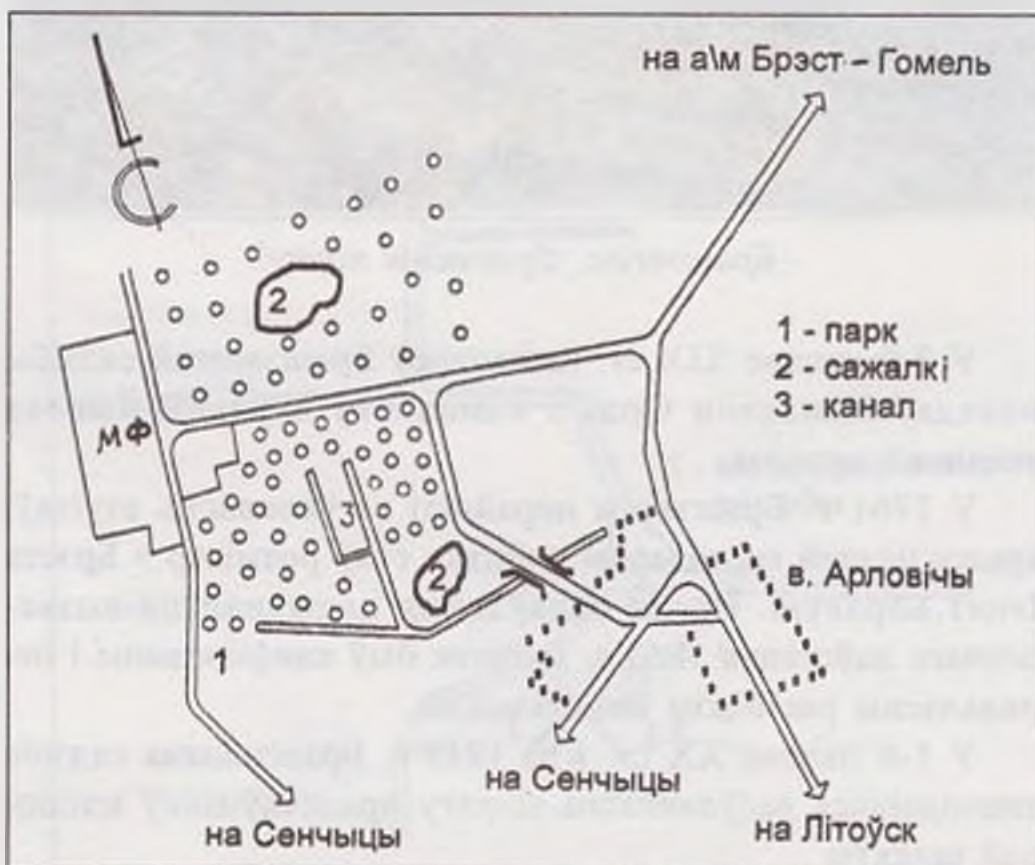 на а\м Брэст – Гомель
2
1 - парк
2 - сажалкі
3 - канал
МФ
3
2
в. Арловічы
1
на Сенчыцы
на Сенчыцы
на Літоўск